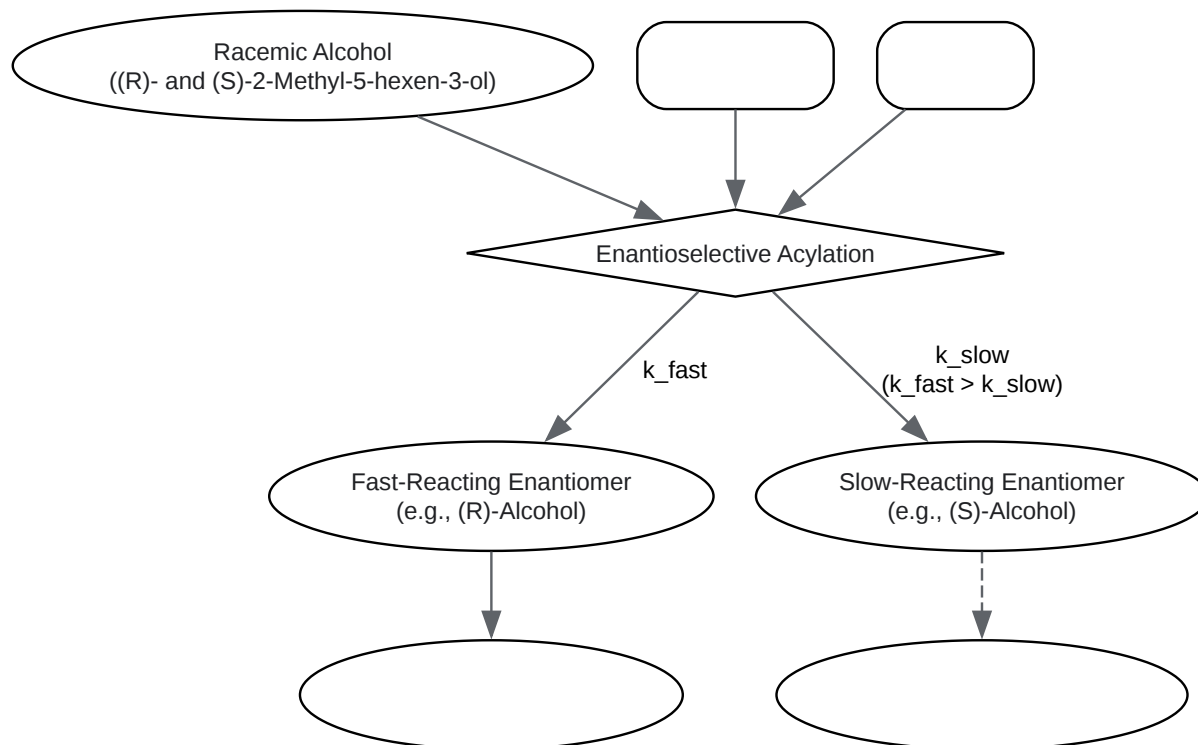 Racemic Alcohol
((R)- and (S)-2-Methyl-5-hexen-3-ol)
Enantioselective Acylation
k_fast
k_slow
(k_fast > k_slow)
Fast-Reacting Enantiomer
(e.g., (R)-Alcohol)
Slow-Reacting Enantiomer
(e.g., (S)-Alcohol)